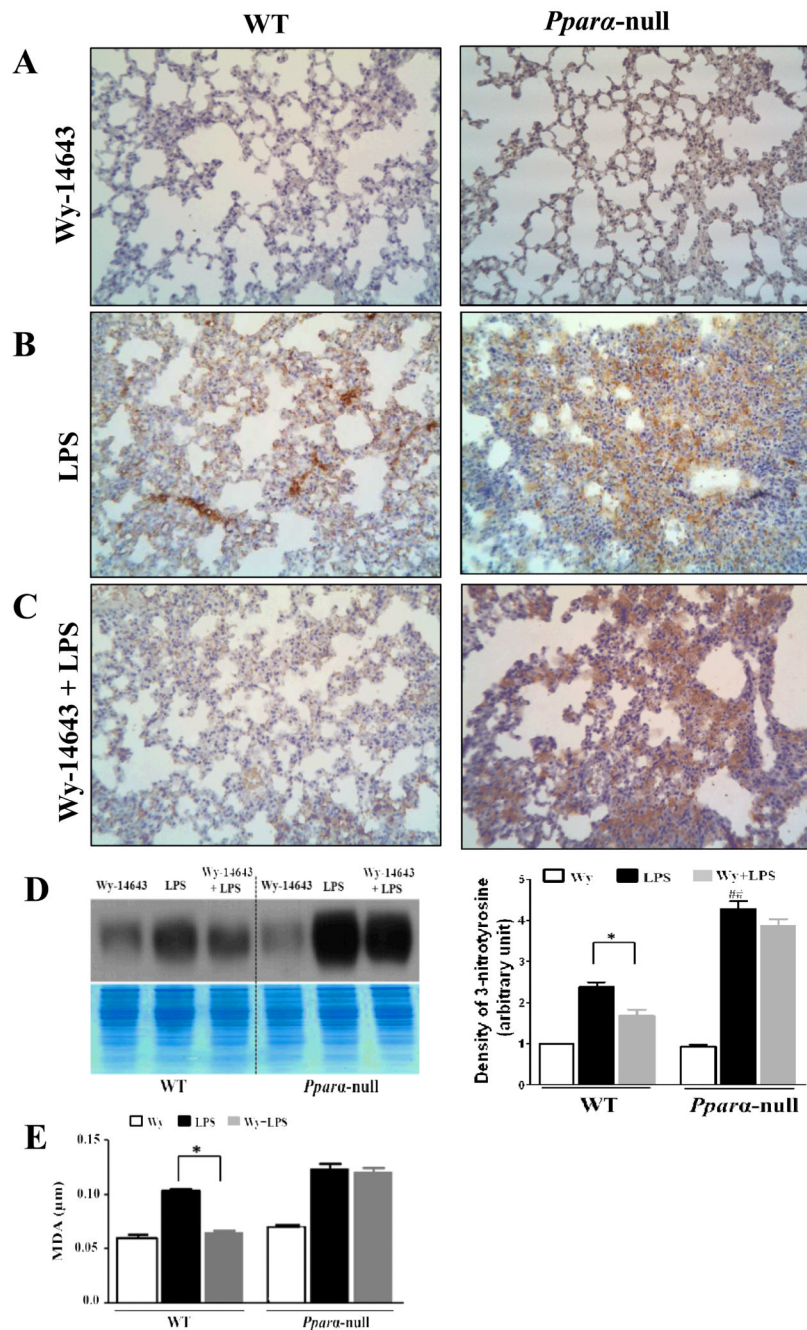 WT
Pparα-null
A
Wy-14643
B
LPS
C
Wy-14643 + LPS
D
Wy-14643
LPS
Wy-14643
+ LPS
Wy-14643
LPS
Wy-14643
+ LPS
WT
Pparα-null
Wy
LPS
Wy+LPS
Density of 3-nitrotyrosine
(arbitrary unit)
5
4
3
2
1
0
*
##
WT
Pparα-null
E
Wy
LPS
Wy+LPS
MDA (µm)
0.15
0.10
0.05
0.0
*
WT
Pparα-null